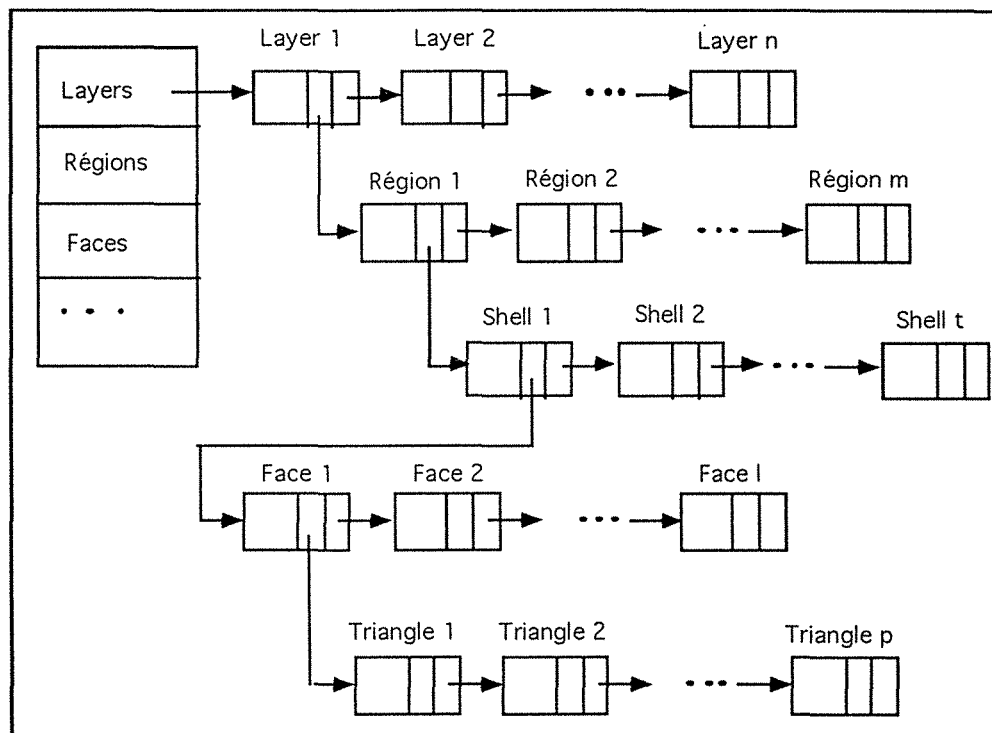 Layers
Régions
Faces
. . .
Layer 1 Layer 2 ... Layer n
Région 1 Région 2 ... Région m
Shell 1 Shell 2 ... Shell t
Face 1 Face 2 ... Face l
Triangle 1 Triangle 2 ... Triangle p